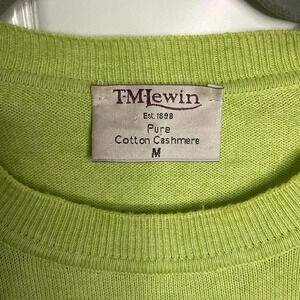 T·M·Lewin
Est. 1898
Pure
Cotton Cashmere
M